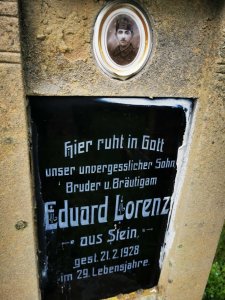 Hier ruht in Gott
unser unvergesslicher Sohn,
Bruder u. Bräutigam
Eduard Lorenz
aus Stein,
gest. 21. 2. 1928
im 29. Lebensjahre.